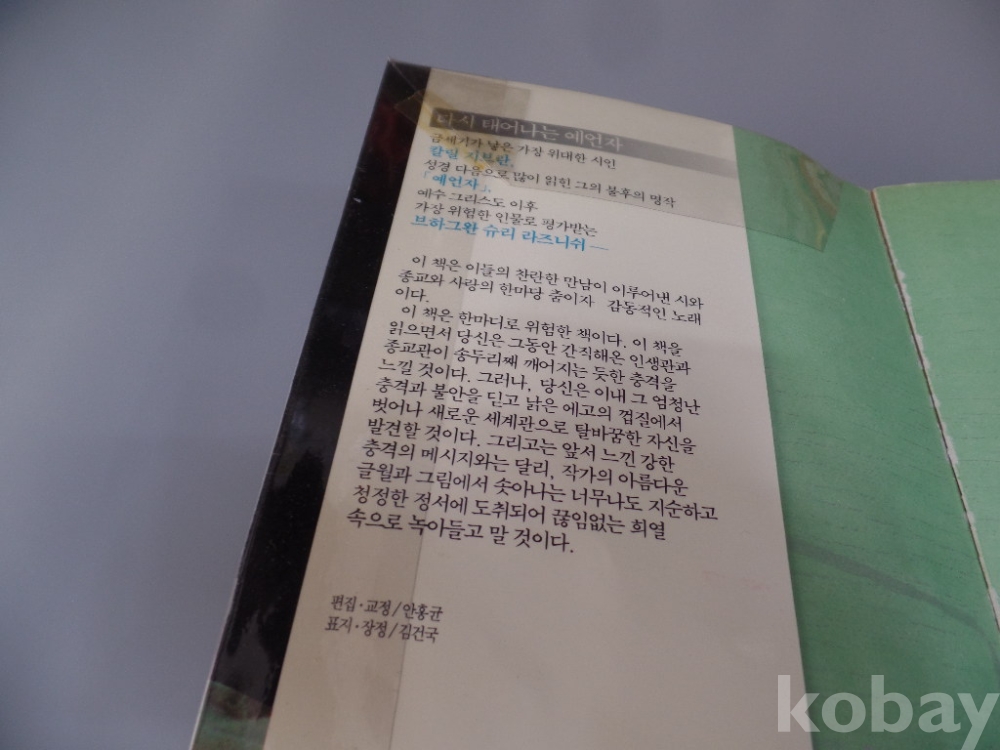 다시 태어나는 예언자
금세기가 낳은 가장 위대한 시인
칼릴 지브란.
성경 다음으로 많이 읽힌 그의 불후의 명작
「예언자」.
예수 그리스도 이후
가장 위험한 인물로 평가받는
브하그완 슈리 라즈니쉬 —
이 책은 이들의 찬란한 만남이 이루어낸 시와
종교와 사랑의 한마당 춤이자 감동적인 노래
이다.
이 책은 한마디로 위험한 책이다. 이 책을
읽으면서 당신은 그동안 간직해온 인생관과
종교관이 송두리째 깨어지는 듯한 충격을
느낄 것이다. 그러나, 당신은 이내 그 엄청난
충격과 불안을 딛고 낡은 에고의 껍질에서
벗어나 새로운 세계관으로 탈바꿈한 자신을
발견할 것이다. 그리고는 앞서 느낀 강한
충격의 메시지와는 달리, 작가의 아름다운
글월과 그림에서 솟아나는 너무나도 지순하고
청정한 정서에 도취되어 끊임없는 희열
속으로 녹아들고 말 것이다.
편집·교정/안홍균
표지·장정/김건국
kobay